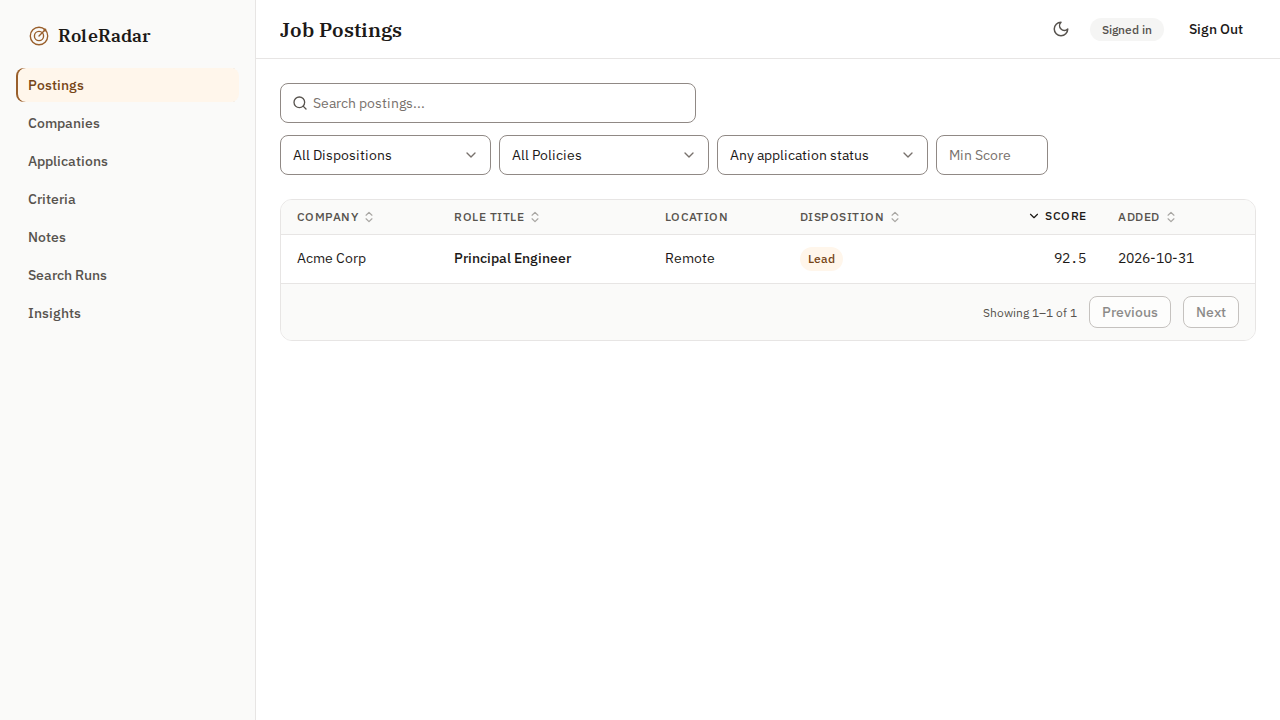 RoleRadar
Job Postings
Signed in
Sign Out
Postings
Companies
Applications
Criteria
Notes
Search Runs
Insights
Search postings...
All Dispositions
All Policies
Any application status
Min Score
COMPANY ROLE TITLE LOCATION DISPOSITION SCORE ADDED
Acme Corp Principal Engineer Remote Lead 92.5 2026-10-31
Showing 1–1 of 1 Previous Next